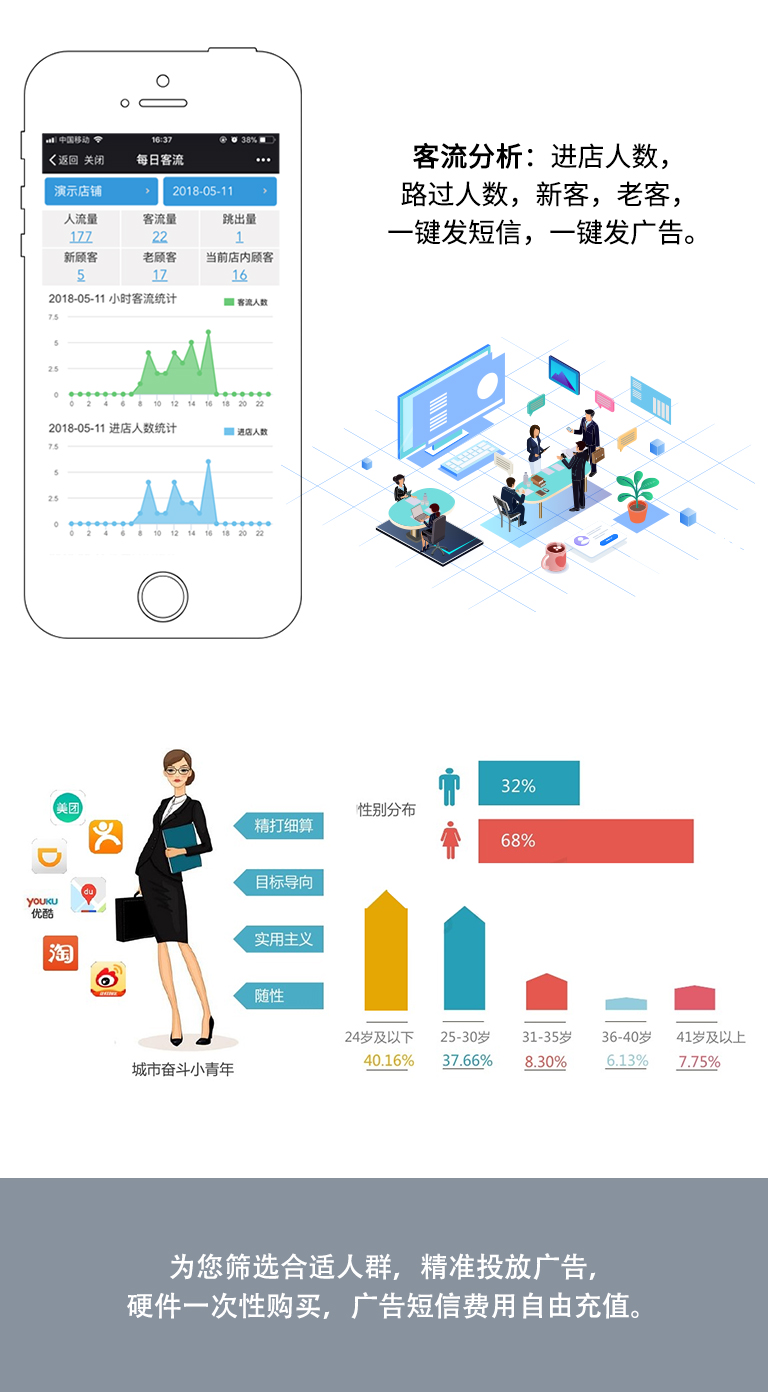 中国移动
16:37
38%
返回 关闭
每日客流
演示店铺
2018-05-11
人流量
客流量
跳出量
177
22
1
新顾客
老顾客
当前店内顾客
5
17
16
2018-05-11 小时客流统计
客流人数
7.5
5
2.5
0
0 2 4 6 8 10 12 14 16 18 20 22
2018-05-11 进店人数统计
进店人数
7.5
5
2.5
0
0 2 4 6 8 10 12 14 16 18 20 22
客流分析：进店人数，
路过人数，新客，老客，
一键发短信，一键发广告。
美团
du
YOUKU
优酷
淘
精打细算
目标导向
实用主义
随性
城市奋斗小青年
性别分布
32%
68%
24岁及以下
25-30岁
31-35岁
36-40岁
41岁及以上
40.16%
37.66%
8.30%
6.13%
7.75%
为您筛选合适人群，精准投放广告，
硬件一次性购买，广告短信费用自由充值。